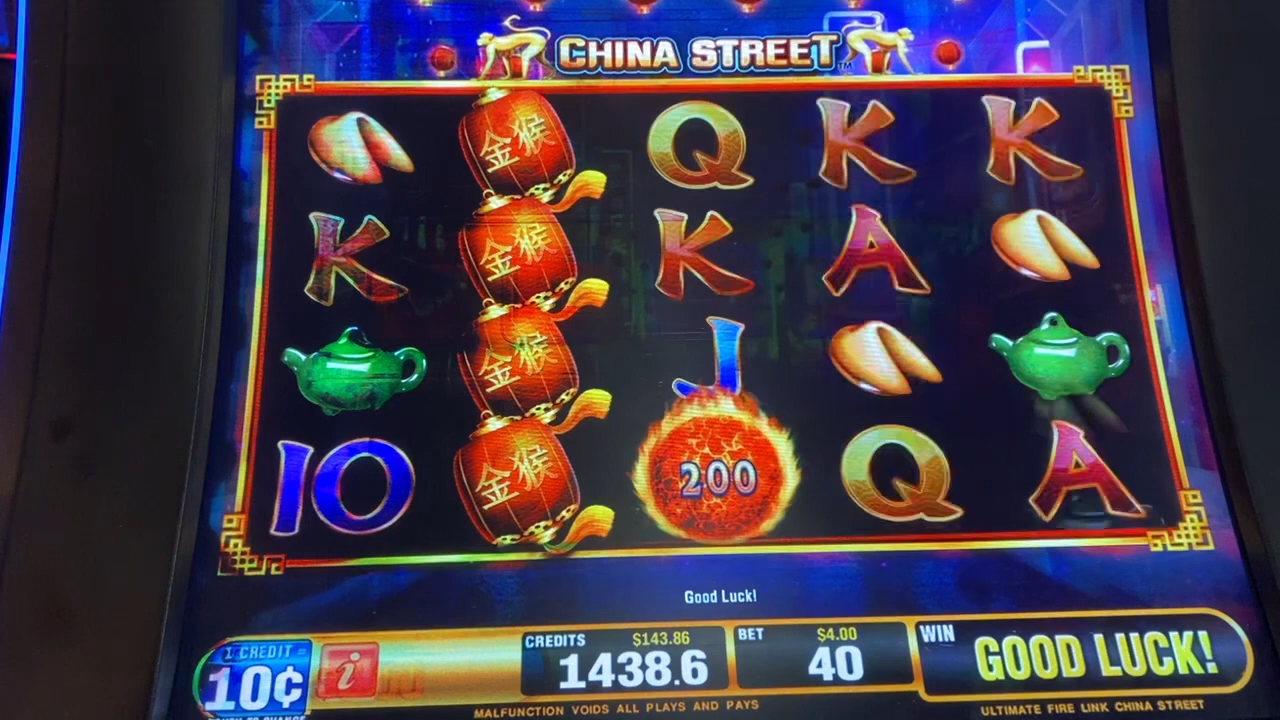 CHINA STREET™
金猴 Q K K
K 金猴 K A
金猴 J
10 金猴 200 Q A
Good Luck!
1 CREDIT =
10¢
i
CREDITS $143.86
1438.6
BET $4.00
40
WIN GOOD LUCK!
MALFUNCTION VOIDS ALL PLAYS AND PAYS
ULTIMATE FIRE LINK CHINA STREET